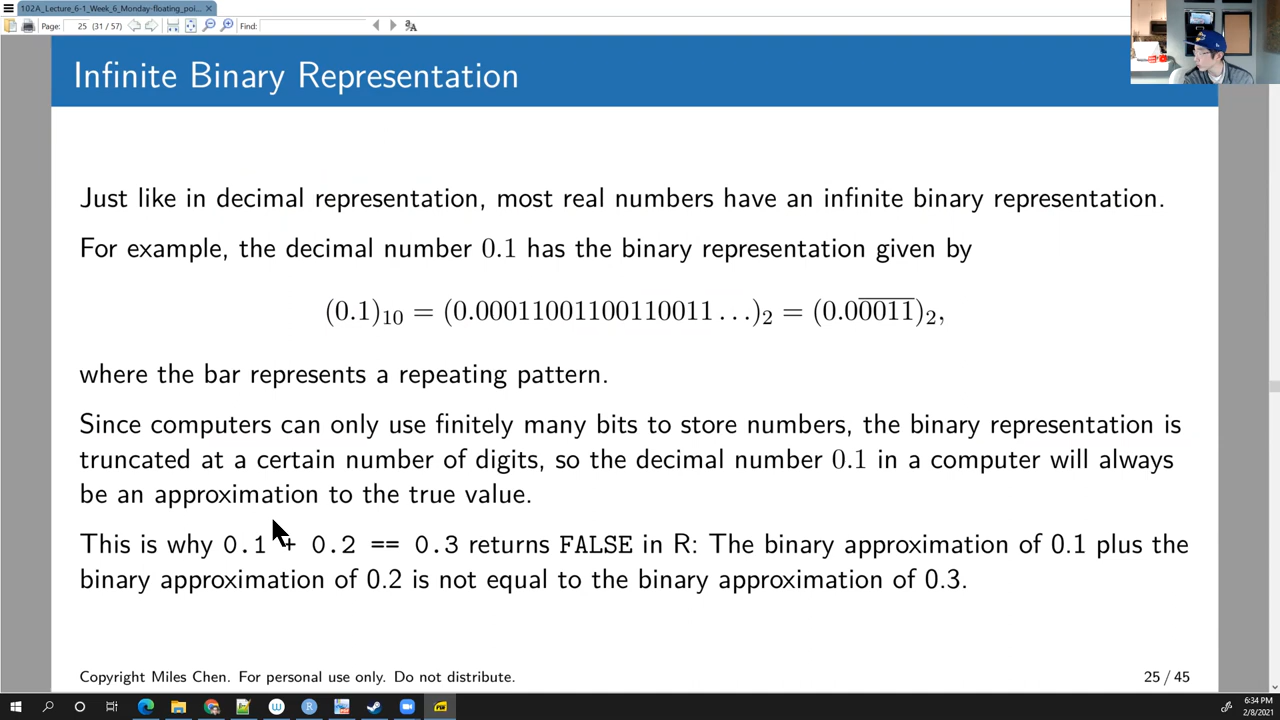 102A_Lecture_6-1_Week_6_Monday-floating_poi...
Page: 25 (31 / 57) Find:
Infinite Binary Representation
Just like in decimal representation, most real numbers have an infinite binary representation.
For example, the decimal number 0.1 has the binary representation given by
(0.1)₁₀ = (0.00011001100110011 . . .)₂ = (0.00̅0̅1̅1̅)₂,
where the bar represents a repeating pattern.
Since computers can only use finitely many bits to store numbers, the binary representation is
truncated at a certain number of digits, so the decimal number 0.1 in a computer will always
be an approximation to the true value.
This is why 0.1 + 0.2 == 0.3 returns FALSE in R: The binary approximation of 0.1 plus the
binary approximation of 0.2 is not equal to the binary approximation of 0.3.
Copyright Miles Chen. For personal use only. Do not distribute. 25 / 45
6:34 PM
2/8/2021